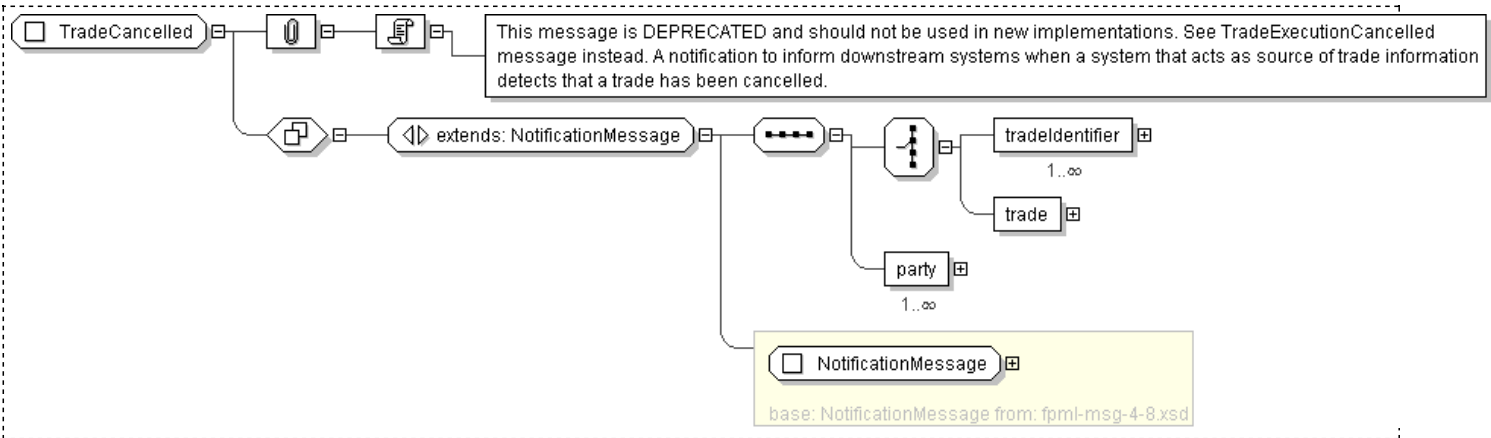 TradeCancelled
This message is DEPRECATED and should not be used in new implementations. See TradeExecutionCancelled
message instead. A notification to inform downstream systems when a system that acts as source of trade information
detects that a trade has been cancelled.
extends: NotificationMessage
tradeIdentifier
1..∞
trade
party
1..∞
NotificationMessage
base: NotificationMessage from: fpml-msg-4-8.xsd